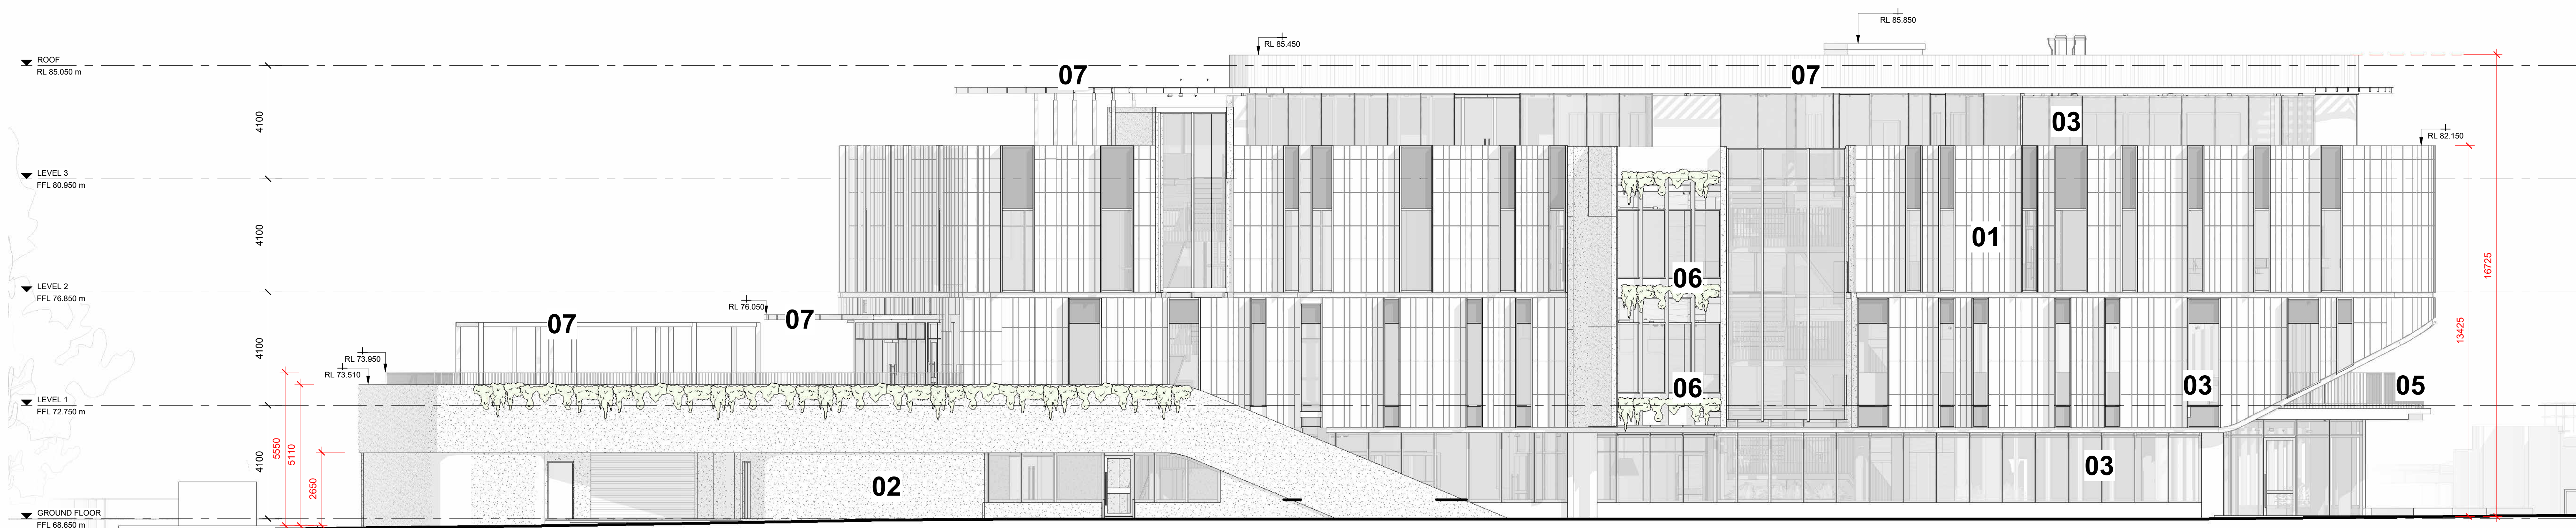 RL 85.850
RL 85.450
ROOF
RL 85.050 m
07
07
03
4100
RL 82.150
LEVEL 3
FFL 80.950 m
4100
01
16725
06
LEVEL 2
FFL 76.850 m
RL 76.050
07
07
13425
4100
RL 73.950
RL 73.510
06
03
05
LEVEL 1
FFL 72.750 m
5550
5110
4100
03
2650
02
GROUND FLOOR
FFL 68.650 m